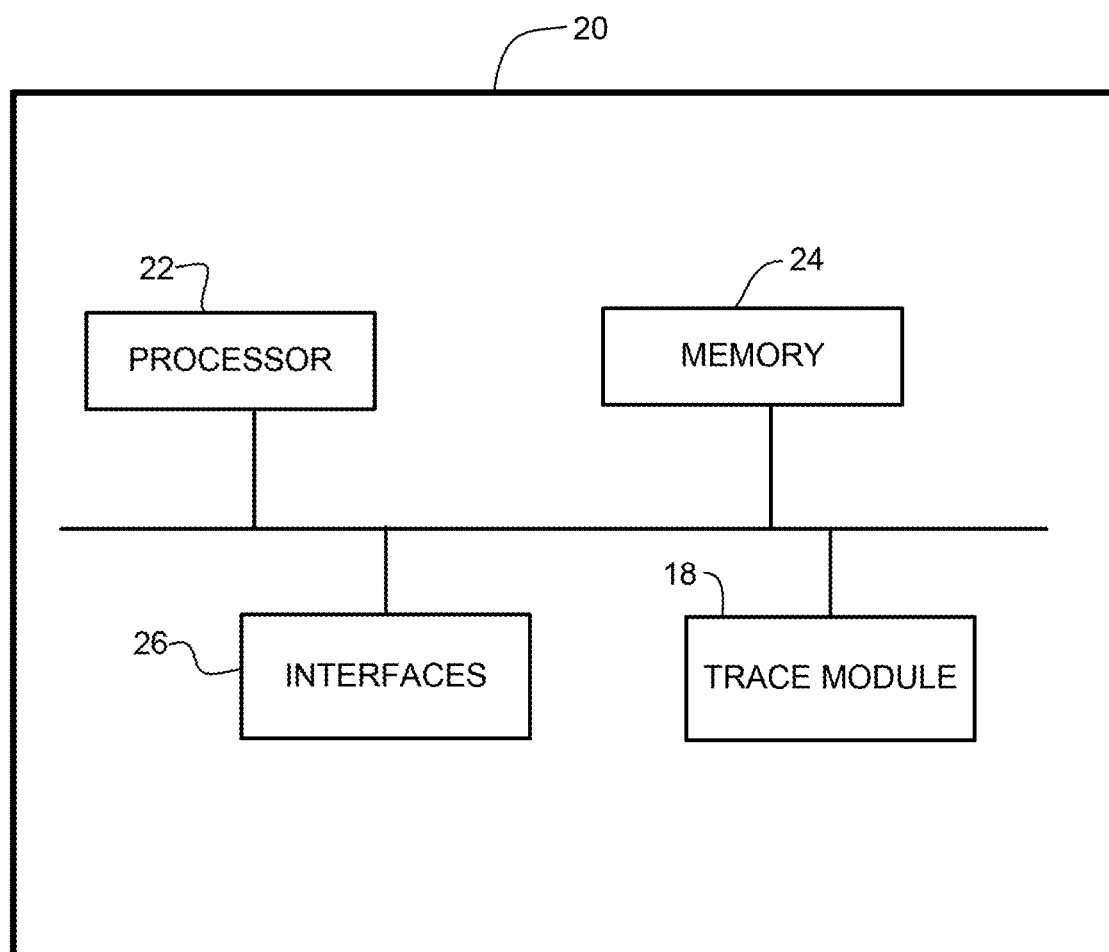 20
22
24
PROCESSOR
MEMORY
18
26
INTERFACES
TRACE MODULE